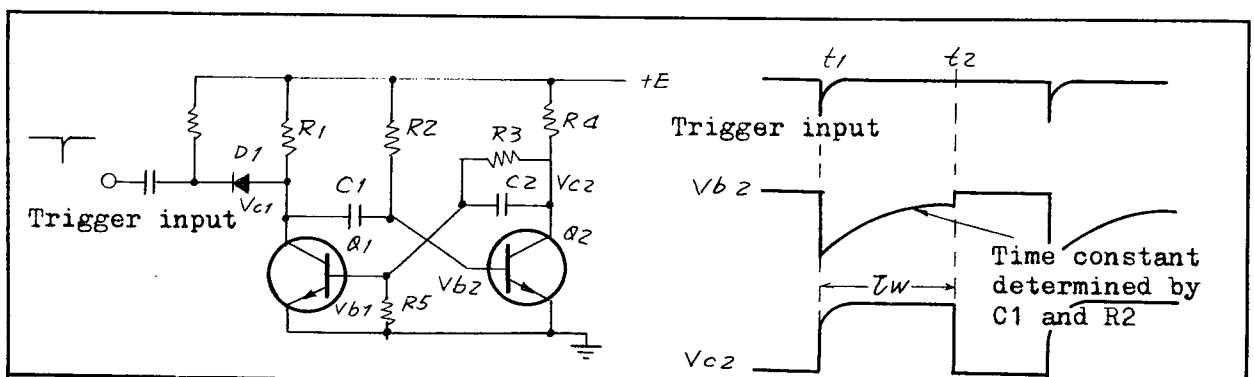 +E
R1
R2
R3
R4
D1
C1
C2
Vc1
Vc2
Trigger input
Q1
Q2
Vb1
R5
Vb2
t1
t2
Trigger input
Vb2
Time constant
determined by
C1 and R2
τw
Vc2